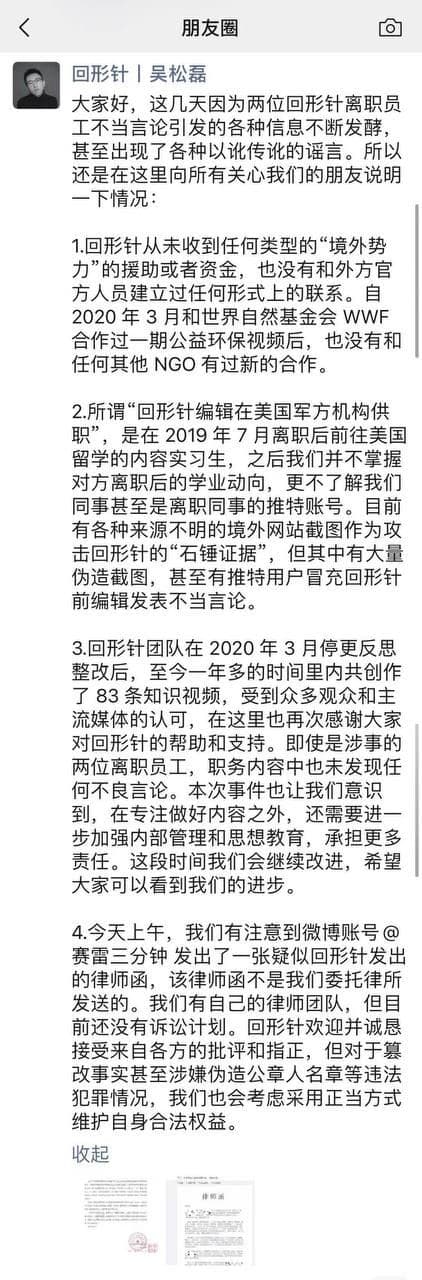 朋友圈
回形针丨吴松磊
大家好，这几天因为两位回形针离职员
工不当言论引发的各种信息不断发酵，
甚至出现了各种以讹传讹的谣言。所以
还是在这里向所有关心我们的朋友说明
一下情况：
1.回形针从未收到任何类型的“境外势
力”的援助或者资金，也没有和外方官
方人员建立过任何形式上的联系。自
2020 年 3 月和世界自然基金会 WWF
合作过一期公益环保视频后，也没有和
任何其他 NGO 有过新的合作。
2.所谓“回形针编辑在美国军方机构供
职”，是在 2019 年 7 月离职后前往美国
留学的内容实习生，之后我们并不掌握
对方离职后的学业动向，更不了解我们
同事甚至是离职同事的推特账号。目前
有各种来源不明的境外网站截图作为攻
击回形针的“石锤证据”，但其中有大量
伪造截图，甚至有推特用户冒充回形针
前编辑发表不当言论。
3.回形针团队在 2020 年 3 月停更反思
整改后，至今一年多的时间里内共创作
了 83 条知识视频，受到众多观众和主
流媒体的认可，在这里也再次感谢大家
对回形针的帮助和支持。即使是涉事的
两位离职员工，职务内容中也未发现任
何不良言论。本次事件也让我们意识
到，在专注做好内容之外，还需要进一
步加强内部管理和思想教育，承担更多
责任。这段时间我们会继续改进，希望
大家可以看到我们的进步。
4.今天上午，我们有注意到微博账号@
赛雷三分钟 发出了一张疑似回形针发出
的律师函，该律师函不是我们委托律所
发送的。我们有自己的律师团队，但目
前还没有诉讼计划。回形针欢迎并诚恳
接受来自各方的批评和指正，但对于篡
改事实甚至涉嫌伪造公章人名章等违法
犯罪情况，我们也会考虑采用正当方式
维护自身合法权益。
收起
律师函